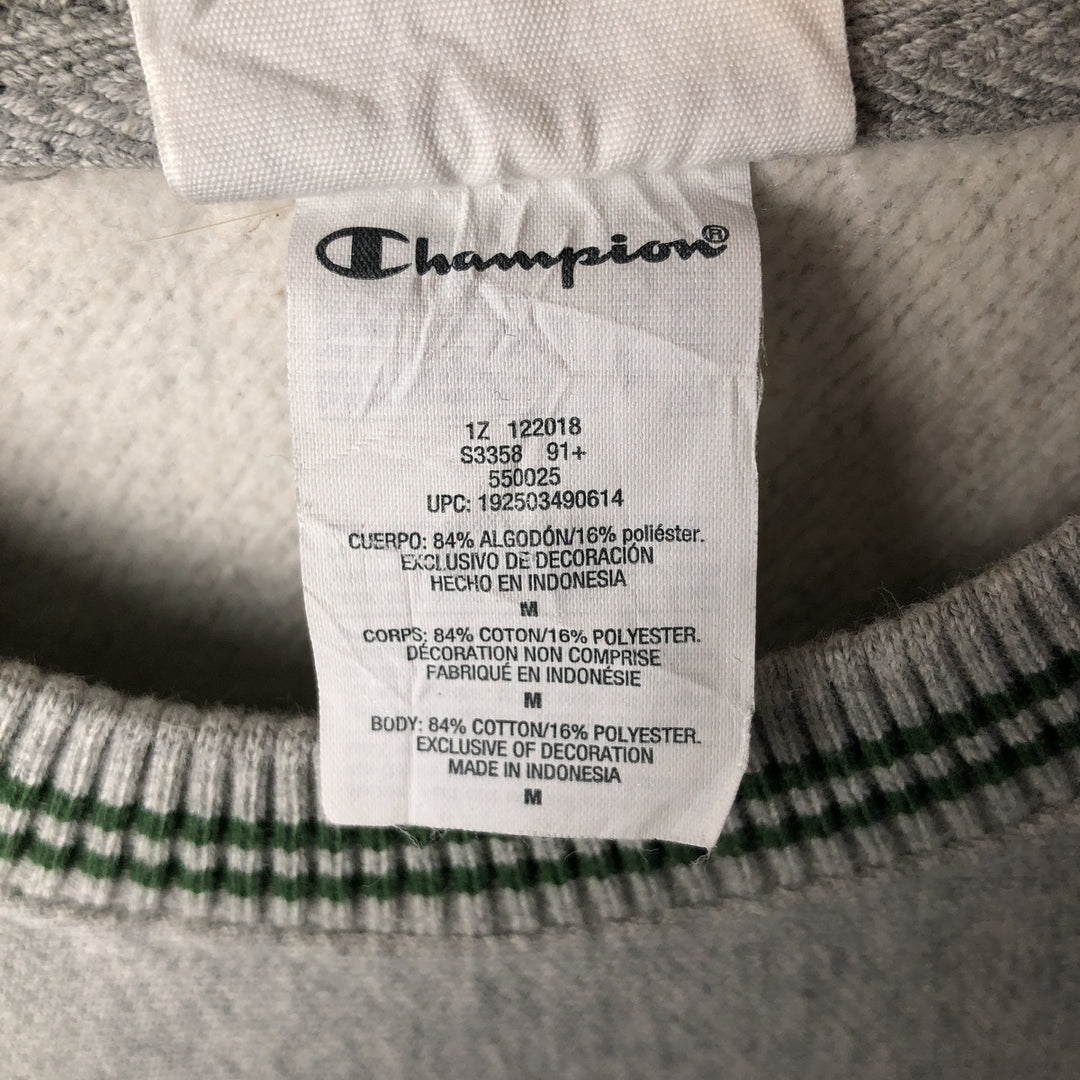 Champion®
1Z 122018
S3358 91+
550025
UPC: 192503490614
CUERPO: 84% ALGODÓN/16% poliéster.
EXCLUSIVO DE DECORACIÓN
HECHO EN INDONESIA
M
CORPS: 84% COTON/16% POLYESTER.
DÉCORATION NON COMPRISE
FABRIQUÉ EN INDONÉSIE
M
BODY: 84% COTTON/16% POLYESTER.
EXCLUSIVE OF DECORATION
MADE IN INDONESIA
M